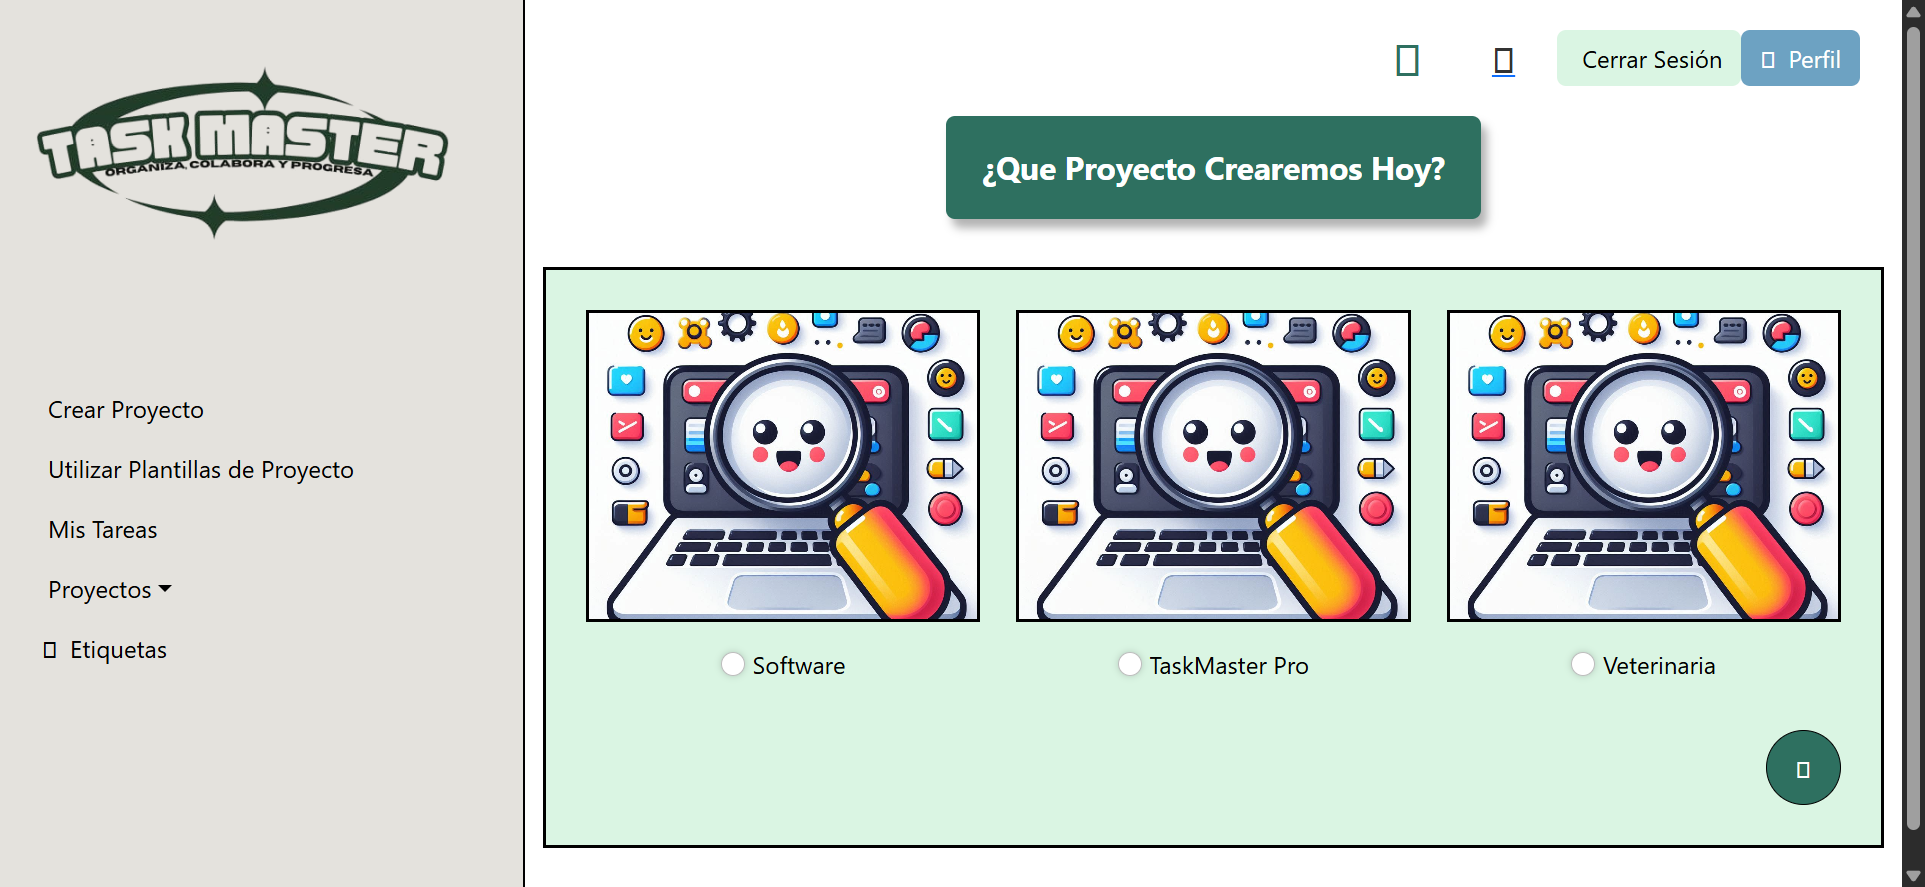 TASK MASTER
ORGANIZA, COLABORA Y PROGRESA
Crear Proyecto
Utilizar Plantillas de Proyecto
Mis Tareas
Proyectos
Etiquetas
Cerrar Sesión
Perfil
¿Que Proyecto Crearemos Hoy?
Software
TaskMaster Pro
Veterinaria